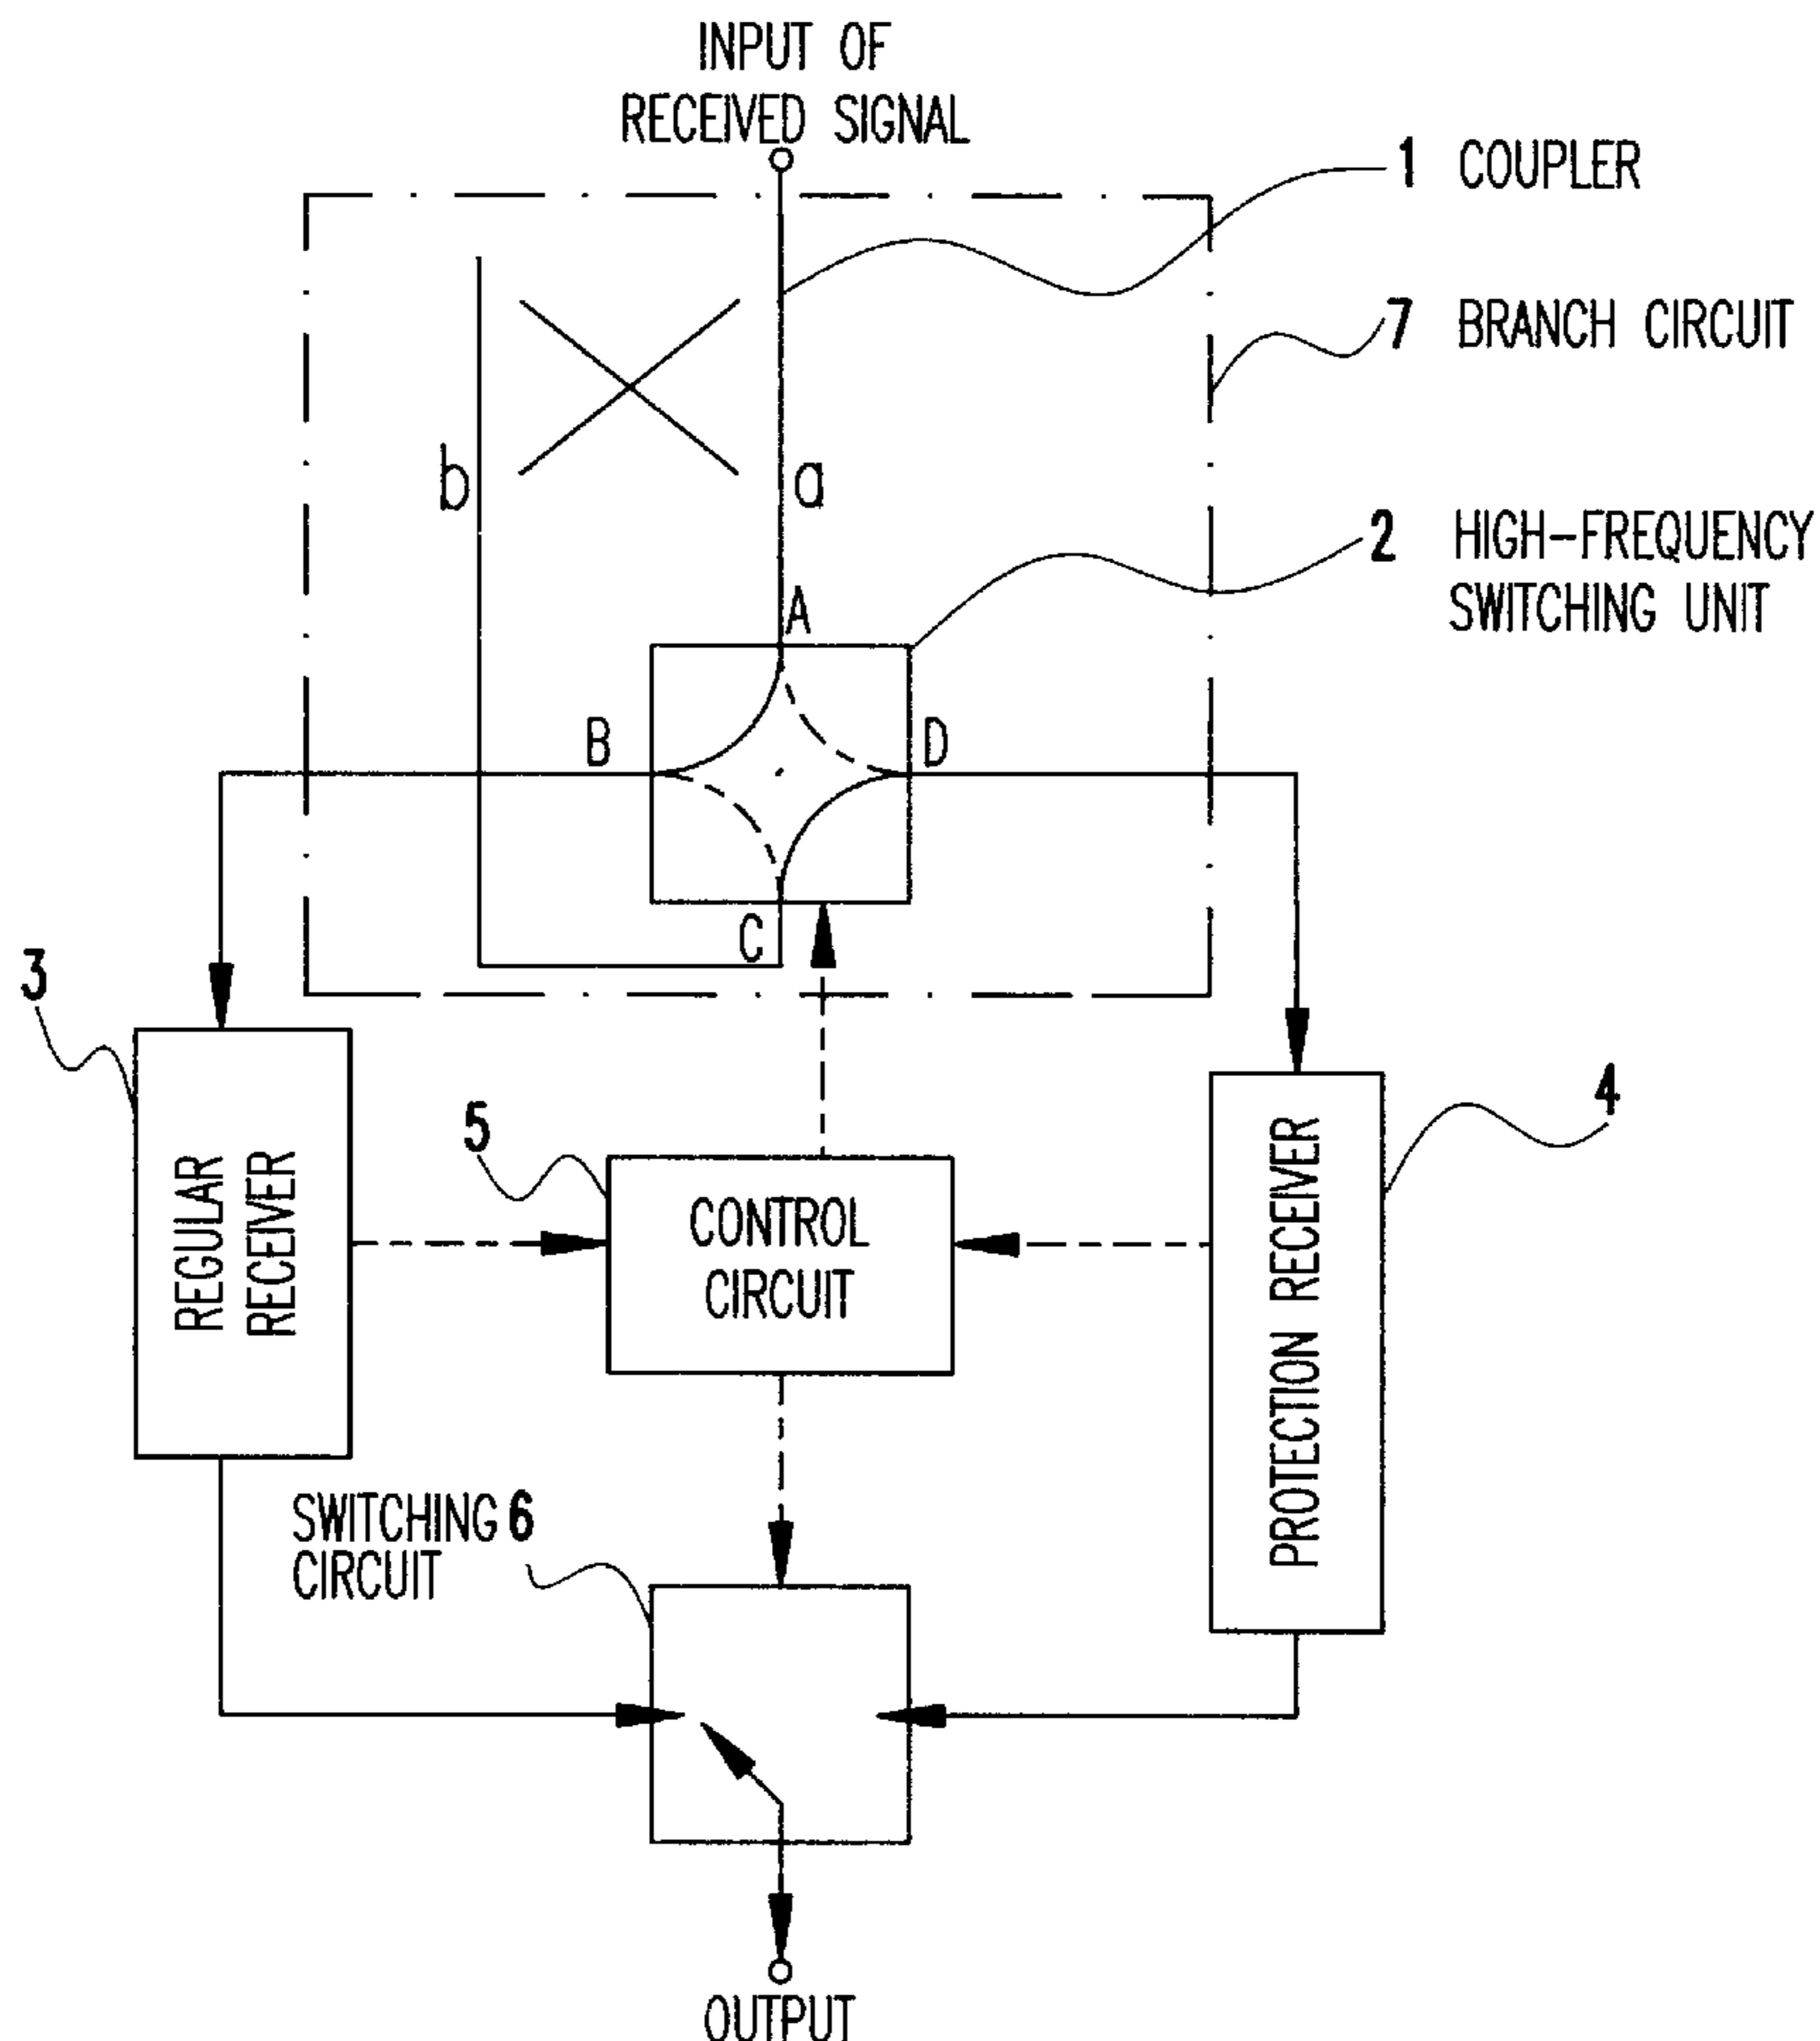 INPUT OF
RECEIVED SIGNAL
1 COUPLER
7 BRANCH CIRCUIT
b
a
2 HIGH-FREQUENCY
SWITCHING UNIT
A
B
D
C
3
4
5
REGULAR
RECEIVER
CONTROL
CIRCUIT
PROTECTION RECEIVER
SWITCHING 6
CIRCUIT
OUTPUT